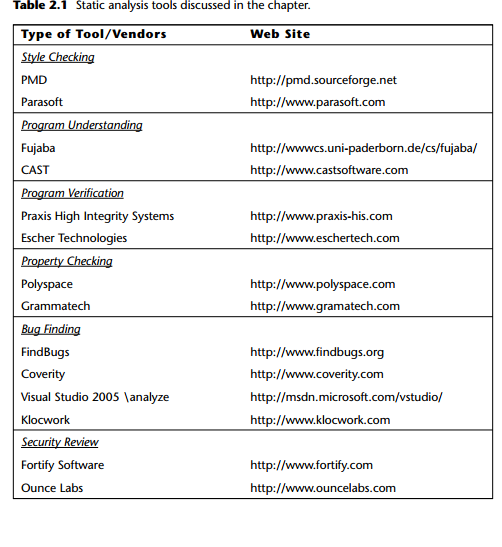 Table 2.1 Static analysis tools discussed in the chapter.
Type of Tool/Vendors Web Site
Style Checking
PMD http://pmd.sourceforge.net
Parasoft http://www.parasoft.com
Program Understanding
Fujaba http://wwwcs.uni-paderborn.de/cs/fujaba/
CAST http://www.castsoftware.com
Program Verification
Praxis High Integrity Systems http://www.praxis-his.com
Escher Technologies http://www.eschertech.com
Property Checking
Polyspace http://www.polyspace.com
Grammatech http://www.gramatech.com
Bug Finding
FindBugs http://www.findbugs.org
Coverity http://www.coverity.com
Visual Studio 2005 \analyze http://msdn.microsoft.com/vstudio/
Klocwork http://www.klocwork.com
Security Review
Fortify Software http://www.fortify.com
Ounce Labs http://www.ouncelabs.com